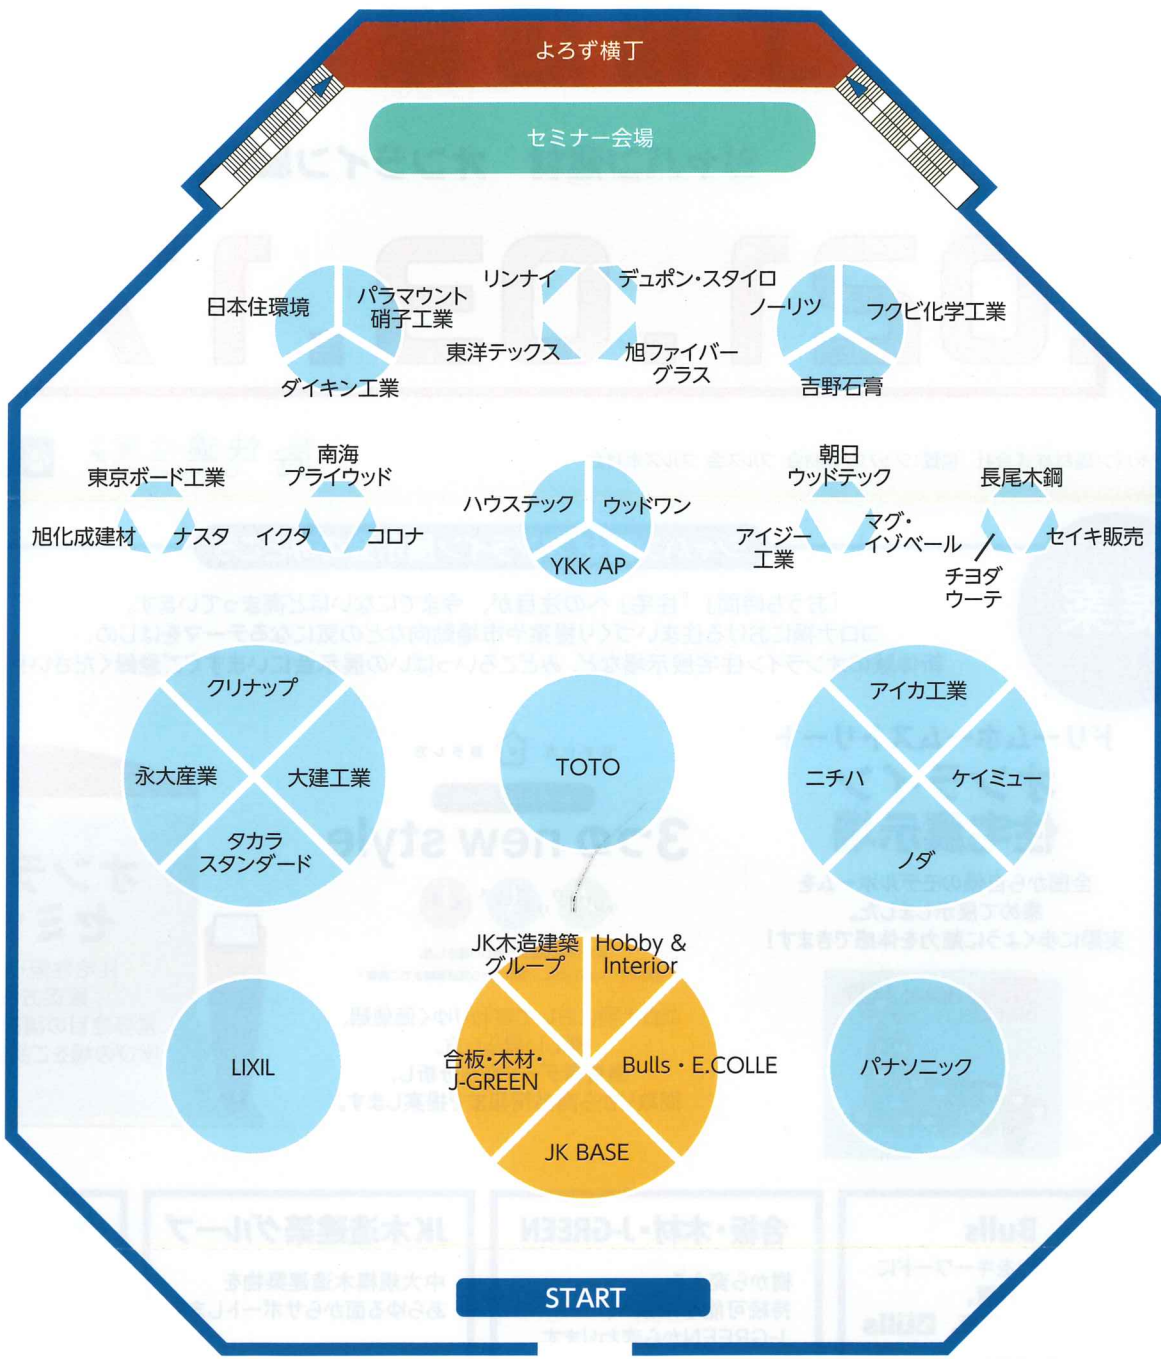 よろず横丁
セミナー会場
日本住環境
パラマウント
硝子工業
ダイキン工業
リンナイ
デュポン・スタイロ
東洋テックス
旭ファイバー
グラス
ノーリツ
フクビ化学工業
吉野石膏
東京ボード工業
旭化成建材
ナスタ
南海
プライウッド
イクタ
コロナ
ハウステック
ウッドワン
YKK AP
朝日
ウッドテック
アイジー
工業
マグ・
イゾベール
長尾木鋼
セイキ販売
チヨダ
ウーテ
クリナップ
永大産業
大建工業
タカラ
スタンダード
TOTO
アイカ工業
ニチハ
ケイミュー
ノダ
JK木造建築
グループ
Hobby &
Interior
合板・木材・
J-GREEN
Bulls・E.COLLE
JK BASE
LIXIL
パナソニック
START